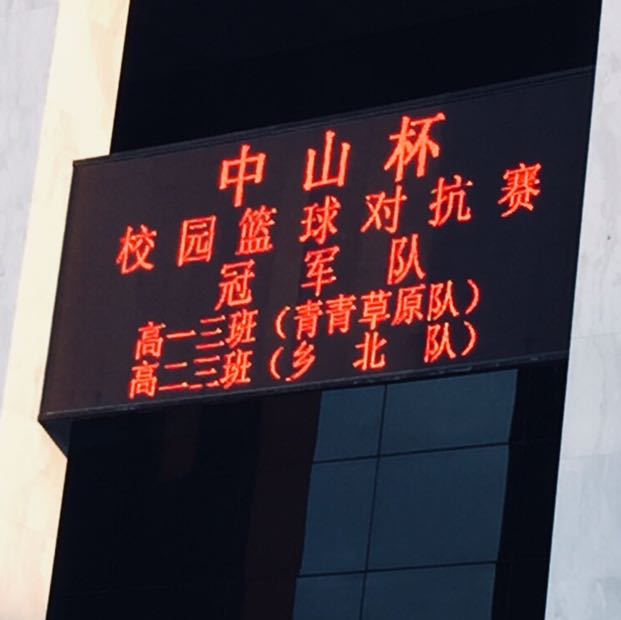 中山杯
校园篮球对抗赛
冠军队
高一三班（青青草原队）
高二三班（乡北队）